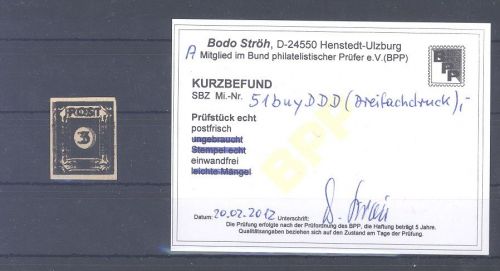 POST
3
Bodo Ströh, D-24550 Henstedt-Ulzburg
A Mitglied im Bund philatelistischer Prüfer e.V.(BPP)
BPP
KURZBEFUND
SBZ Mi.-Nr. 51buyDDD (Dreifachdruck),-
Prüfstück echt
postfrisch
ungebraucht
Stempel echt
einwandfrei
leichte Mängel
BPP
Datum: 20.02.2012 Unterschrift:
Die Prüfung erfolgte nach der Prüfordnung des BPP, die Haftung beträgt 5 Jahre.
Qualitätsangaben beziehen sich auf den Zustand am Tage der Prüfung.